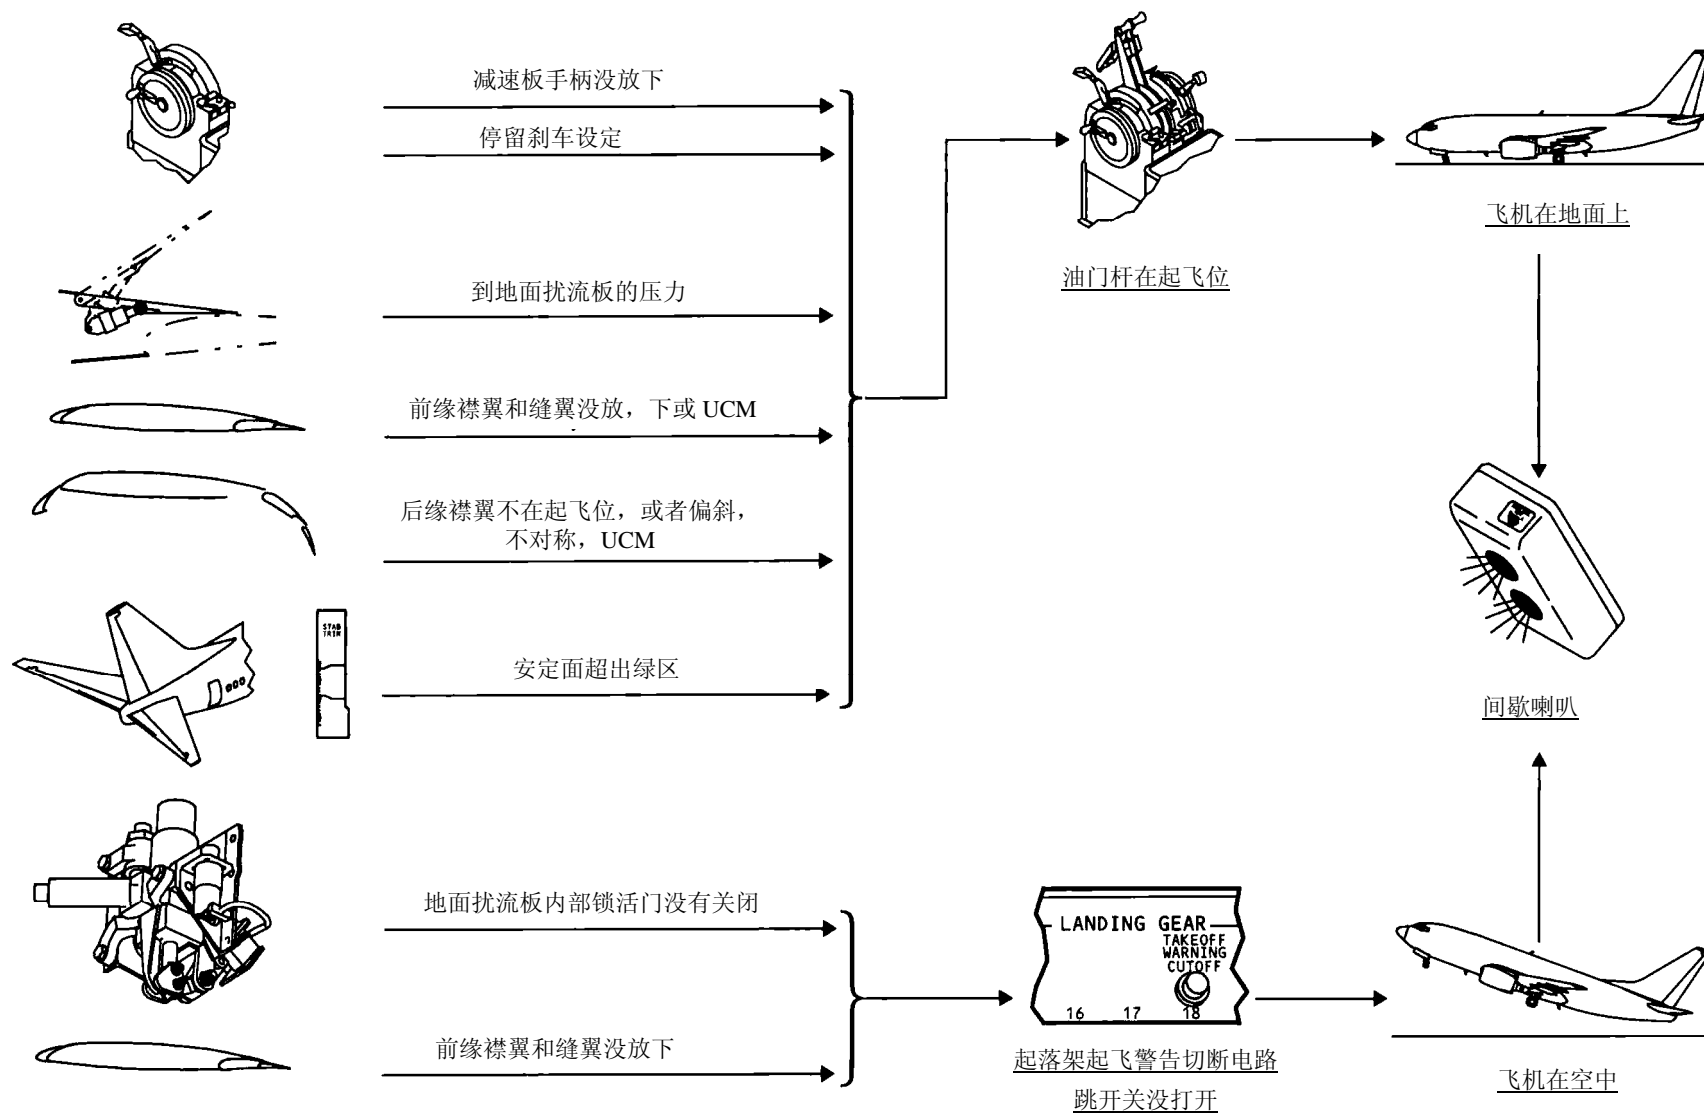 减速板手柄没放下
停留刹车设定
飞机在地面上
油门杆在起飞位
到地面扰流板的压力
前缘襟翼和缝翼没放，下或 UCM
后缘襟翼不在起飞位，或者偏斜，
不对称，UCM
STAB
TRIM
安定面超出绿区
间歇喇叭
地面扰流板内部锁活门没有关闭
LANDING GEAR
TAKEOFF
WARNING
CUTOFF
16 17 18
前缘襟翼和缝翼没放下
起落架起飞警告切断电路
跳开关没打开
飞机在空中